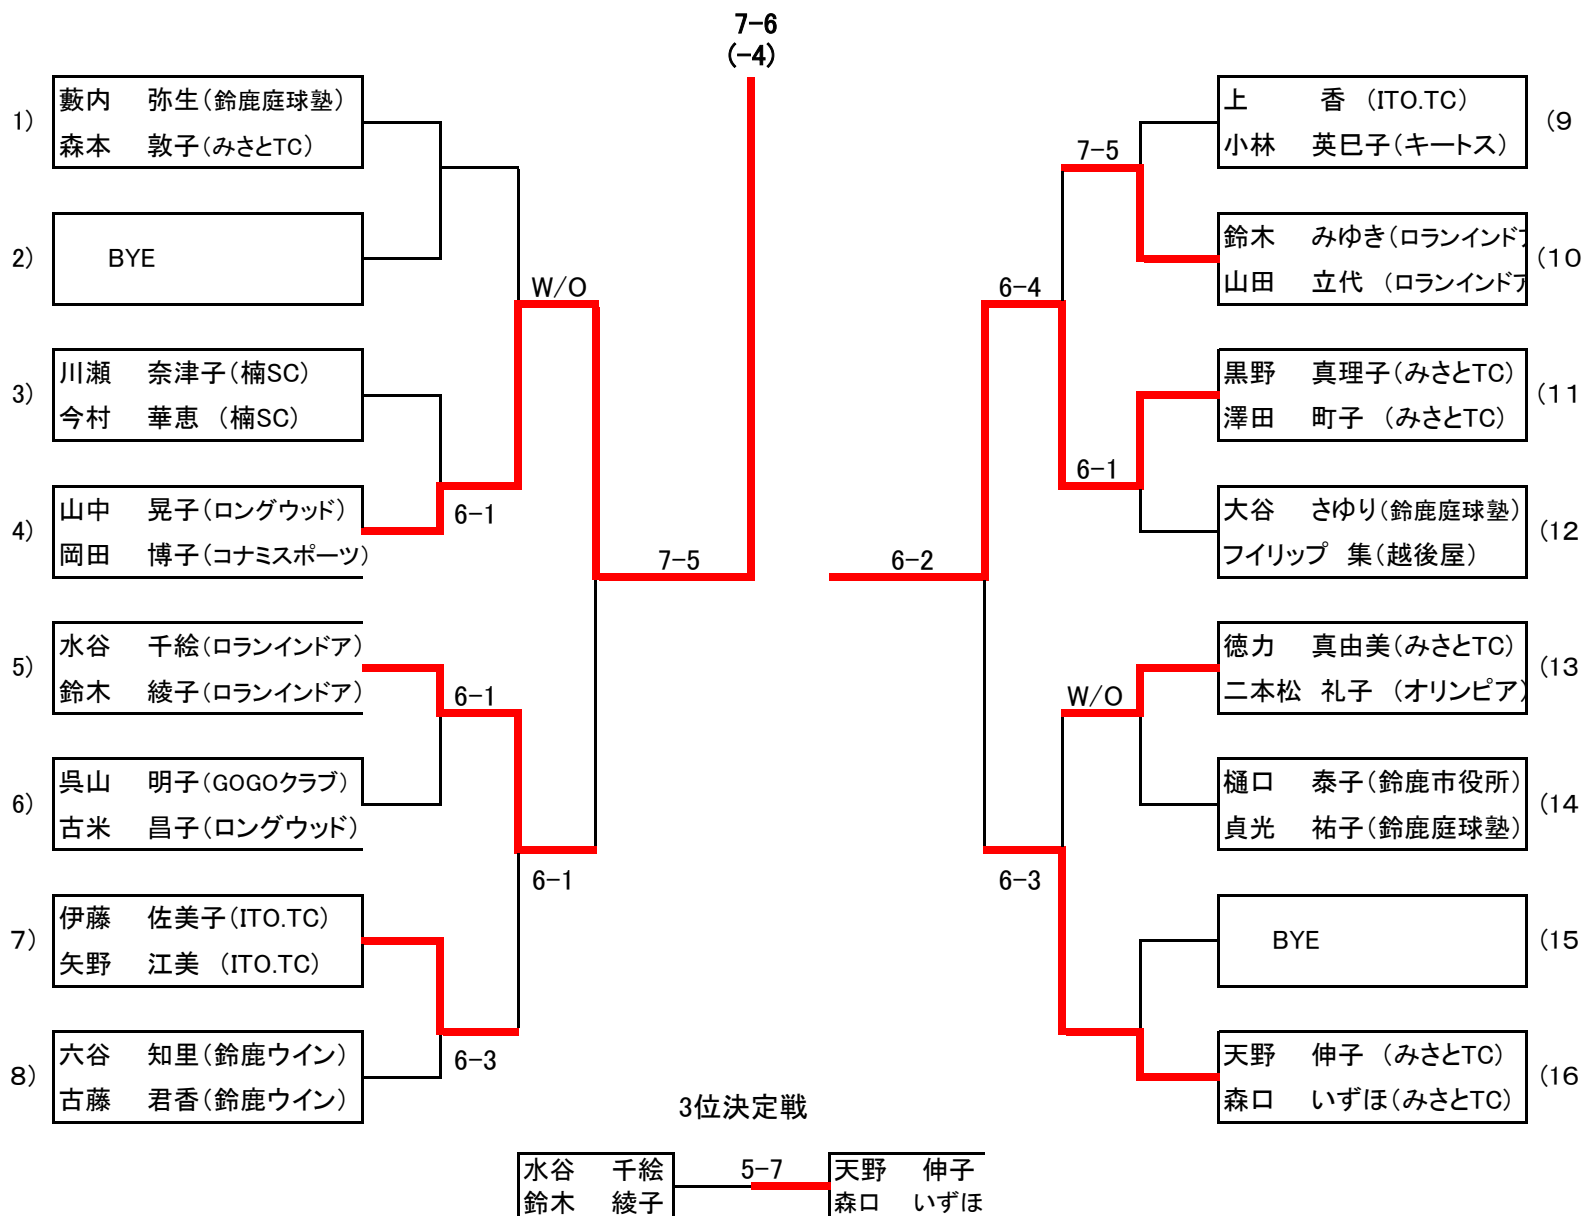 7-6
(-4)
1)
藪内 弥生(鈴鹿庭球塾)
森本 敦子(みさとTC)
2)
BYE
W/O
3)
川瀬 奈津子(楠SC)
今村 華恵 (楠SC)
4)
山中 晃子(ロングウッド)
岡田 博子(コナミスポーツ)
6-1
7-5
5)
水谷 千絵(ロランインドア)
鈴木 綾子(ロランインドア)
6-1
6)
呉山 明子(GOGOクラブ)
古米 昌子(ロングウッド)
6-1
7)
伊藤 佐美子(ITO.TC)
矢野 江美 (ITO.TC)
8)
六谷 知里(鈴鹿ウイン)
古藤 君香(鈴鹿ウイン)
6-3
上 香 (ITO.TC)
小林 英巳子(キートス)
(9
7-5
鈴木 みゆき(ロランインドア
山田 立代 (ロランインドア
(10
6-4
黒野 真理子(みさとTC)
澤田 町子 (みさとTC)
(11
6-1
大谷 さゆり(鈴鹿庭球塾)
フイリップ 集(越後屋)
(12
6-2
徳力 真由美(みさとTC)
二本松 礼子 (オリンピア)
(13
W/O
樋口 泰子(鈴鹿市役所)
貞光 祐子(鈴鹿庭球塾)
(14
6-3
BYE
(15
天野 伸子 (みさとTC)
森口 いずほ(みさとTC)
(16
3位決定戦
水谷 千絵
鈴木 綾子
5-7
天野 伸子
森口 いずほ